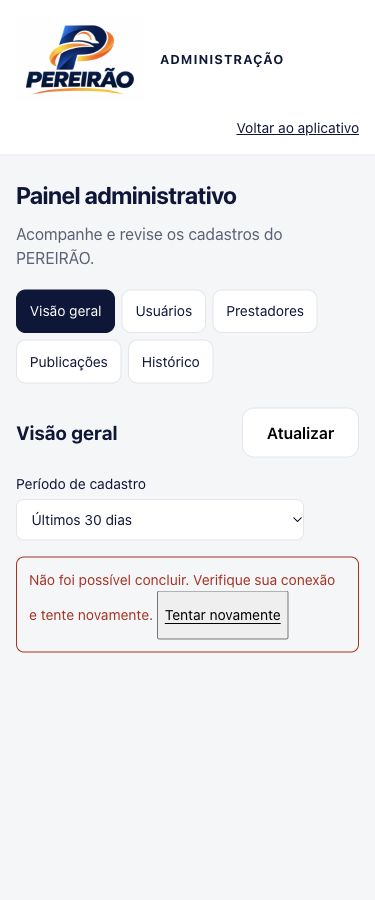 PEREIRÃO
ADMINISTRAÇÃO
Voltar ao aplicativo
Painel administrativo
Acompanhe e revise os cadastros do
PEREIRÃO.
Visão geral
Usuários
Prestadores
Publicações
Histórico
Visão geral
Atualizar
Período de cadastro
Últimos 30 dias
Não foi possível concluir. Verifique sua conexão
e tente novamente. Tentar novamente